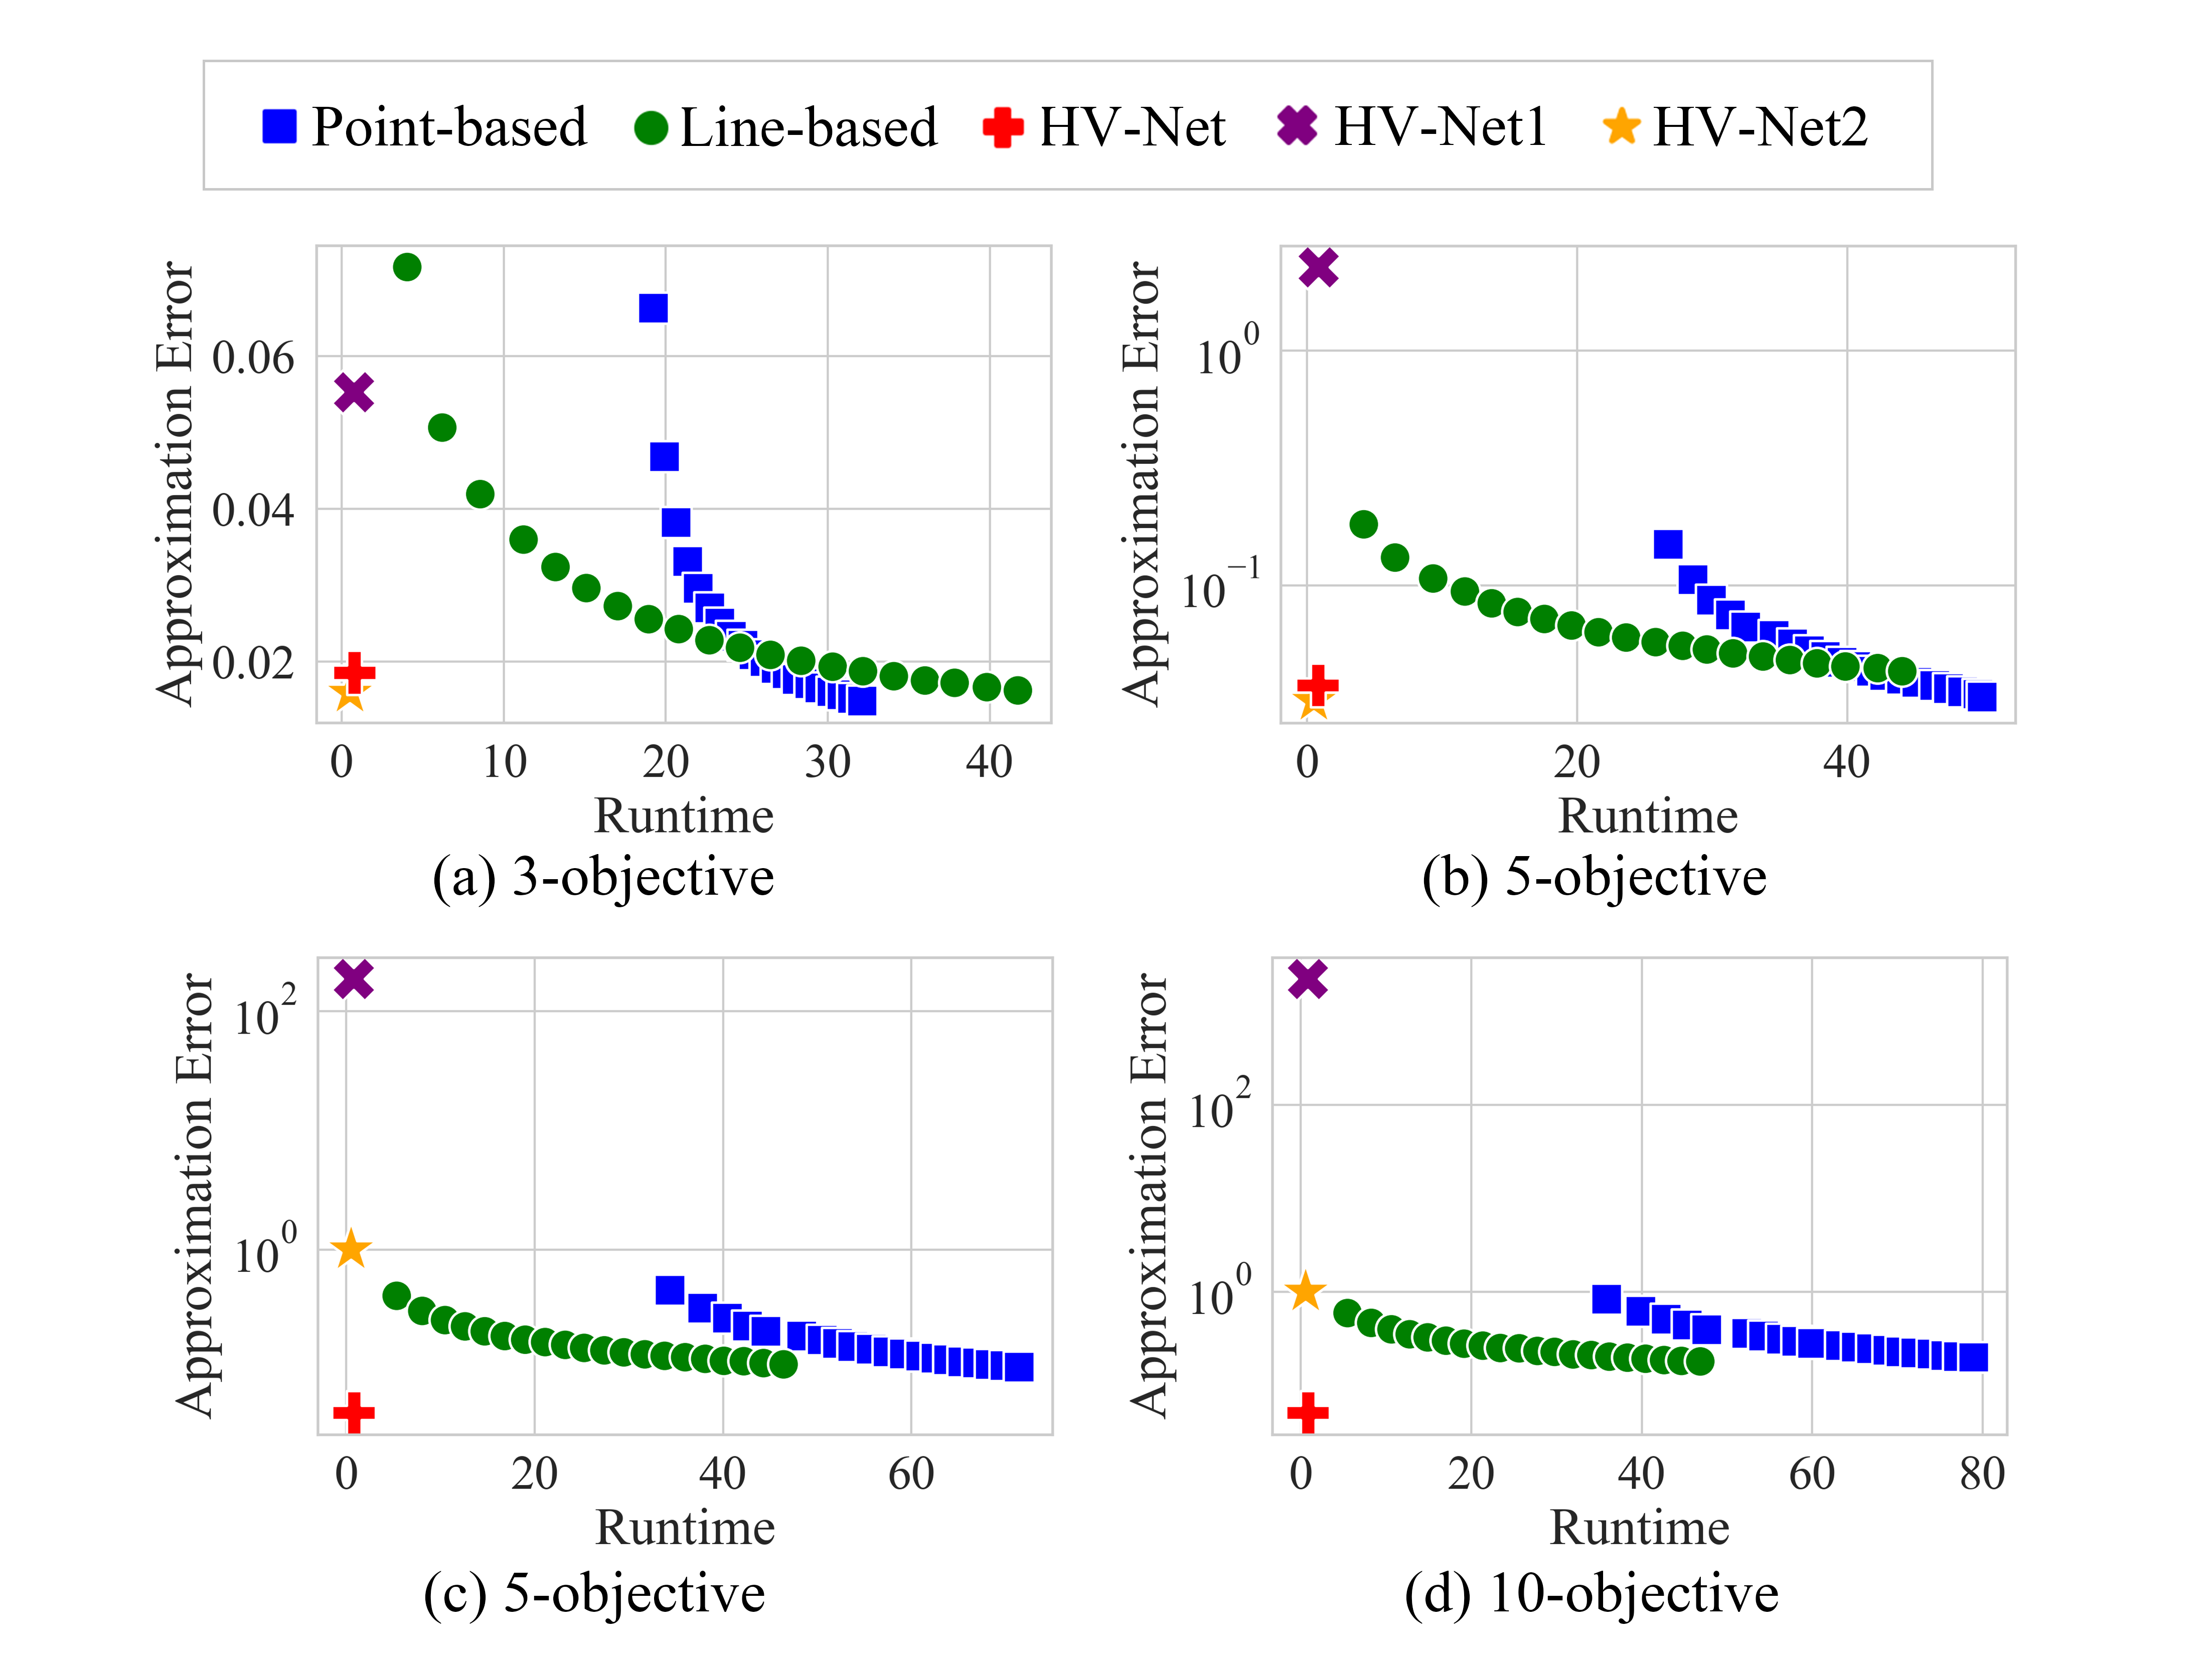 Point-based Line-based HV-Net HV-Net1 HV-Net2
Approximation Error
0.06
0.04
0.02
0 10 20 30 40
Runtime
(a) 3-objective
Approximation Error
10^0
10^−1
0 20 40
Runtime
(b) 5-objective
Approximation Error
10^2
10^0
0 20 40 60
Runtime
(c) 5-objective
Approximation Error
10^2
10^0
0 20 40 60 80
Runtime
(d) 10-objective